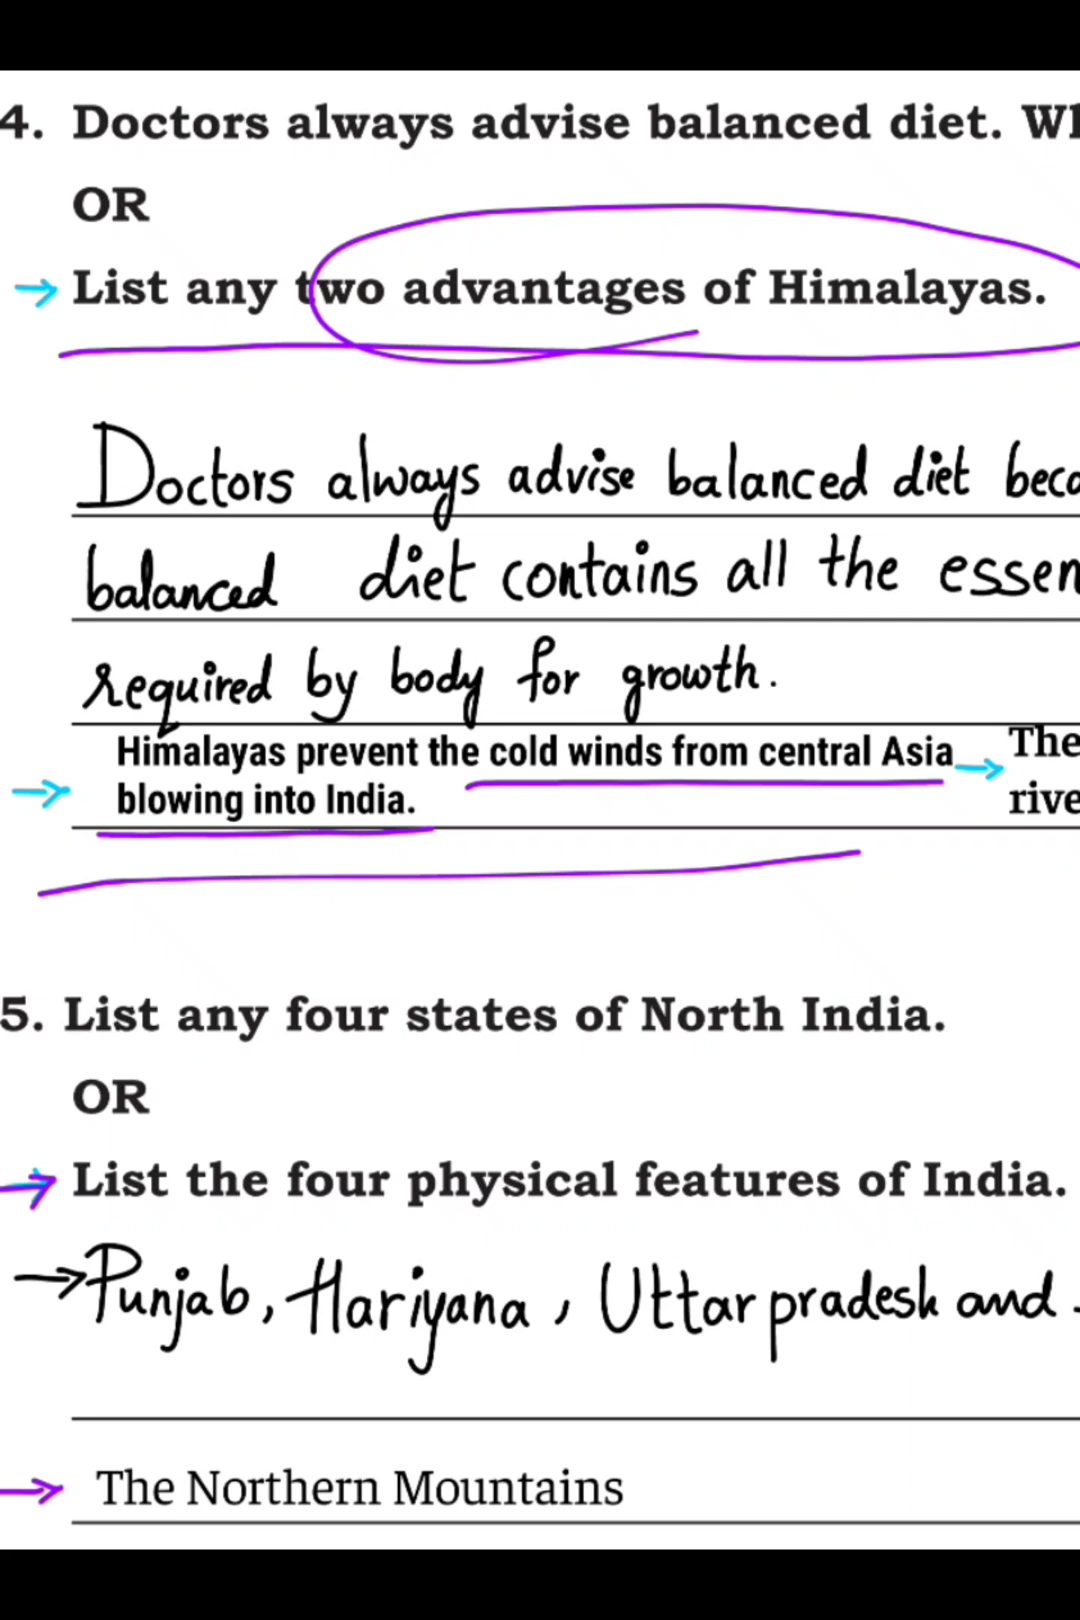 4. Doctors always advise balanced diet.
OR
List any two advantages of Himalayas.
Doctors always advise balanced diet
balanced diet contains all the
required by body for growth.
Himalayas prevent the cold winds from central Asia
blowing into India.
The
5. List any four states of North India.
OR
List the four physical features of India.
Punjab, Hariyana, Uttar pradesh and
The Northern Mountains